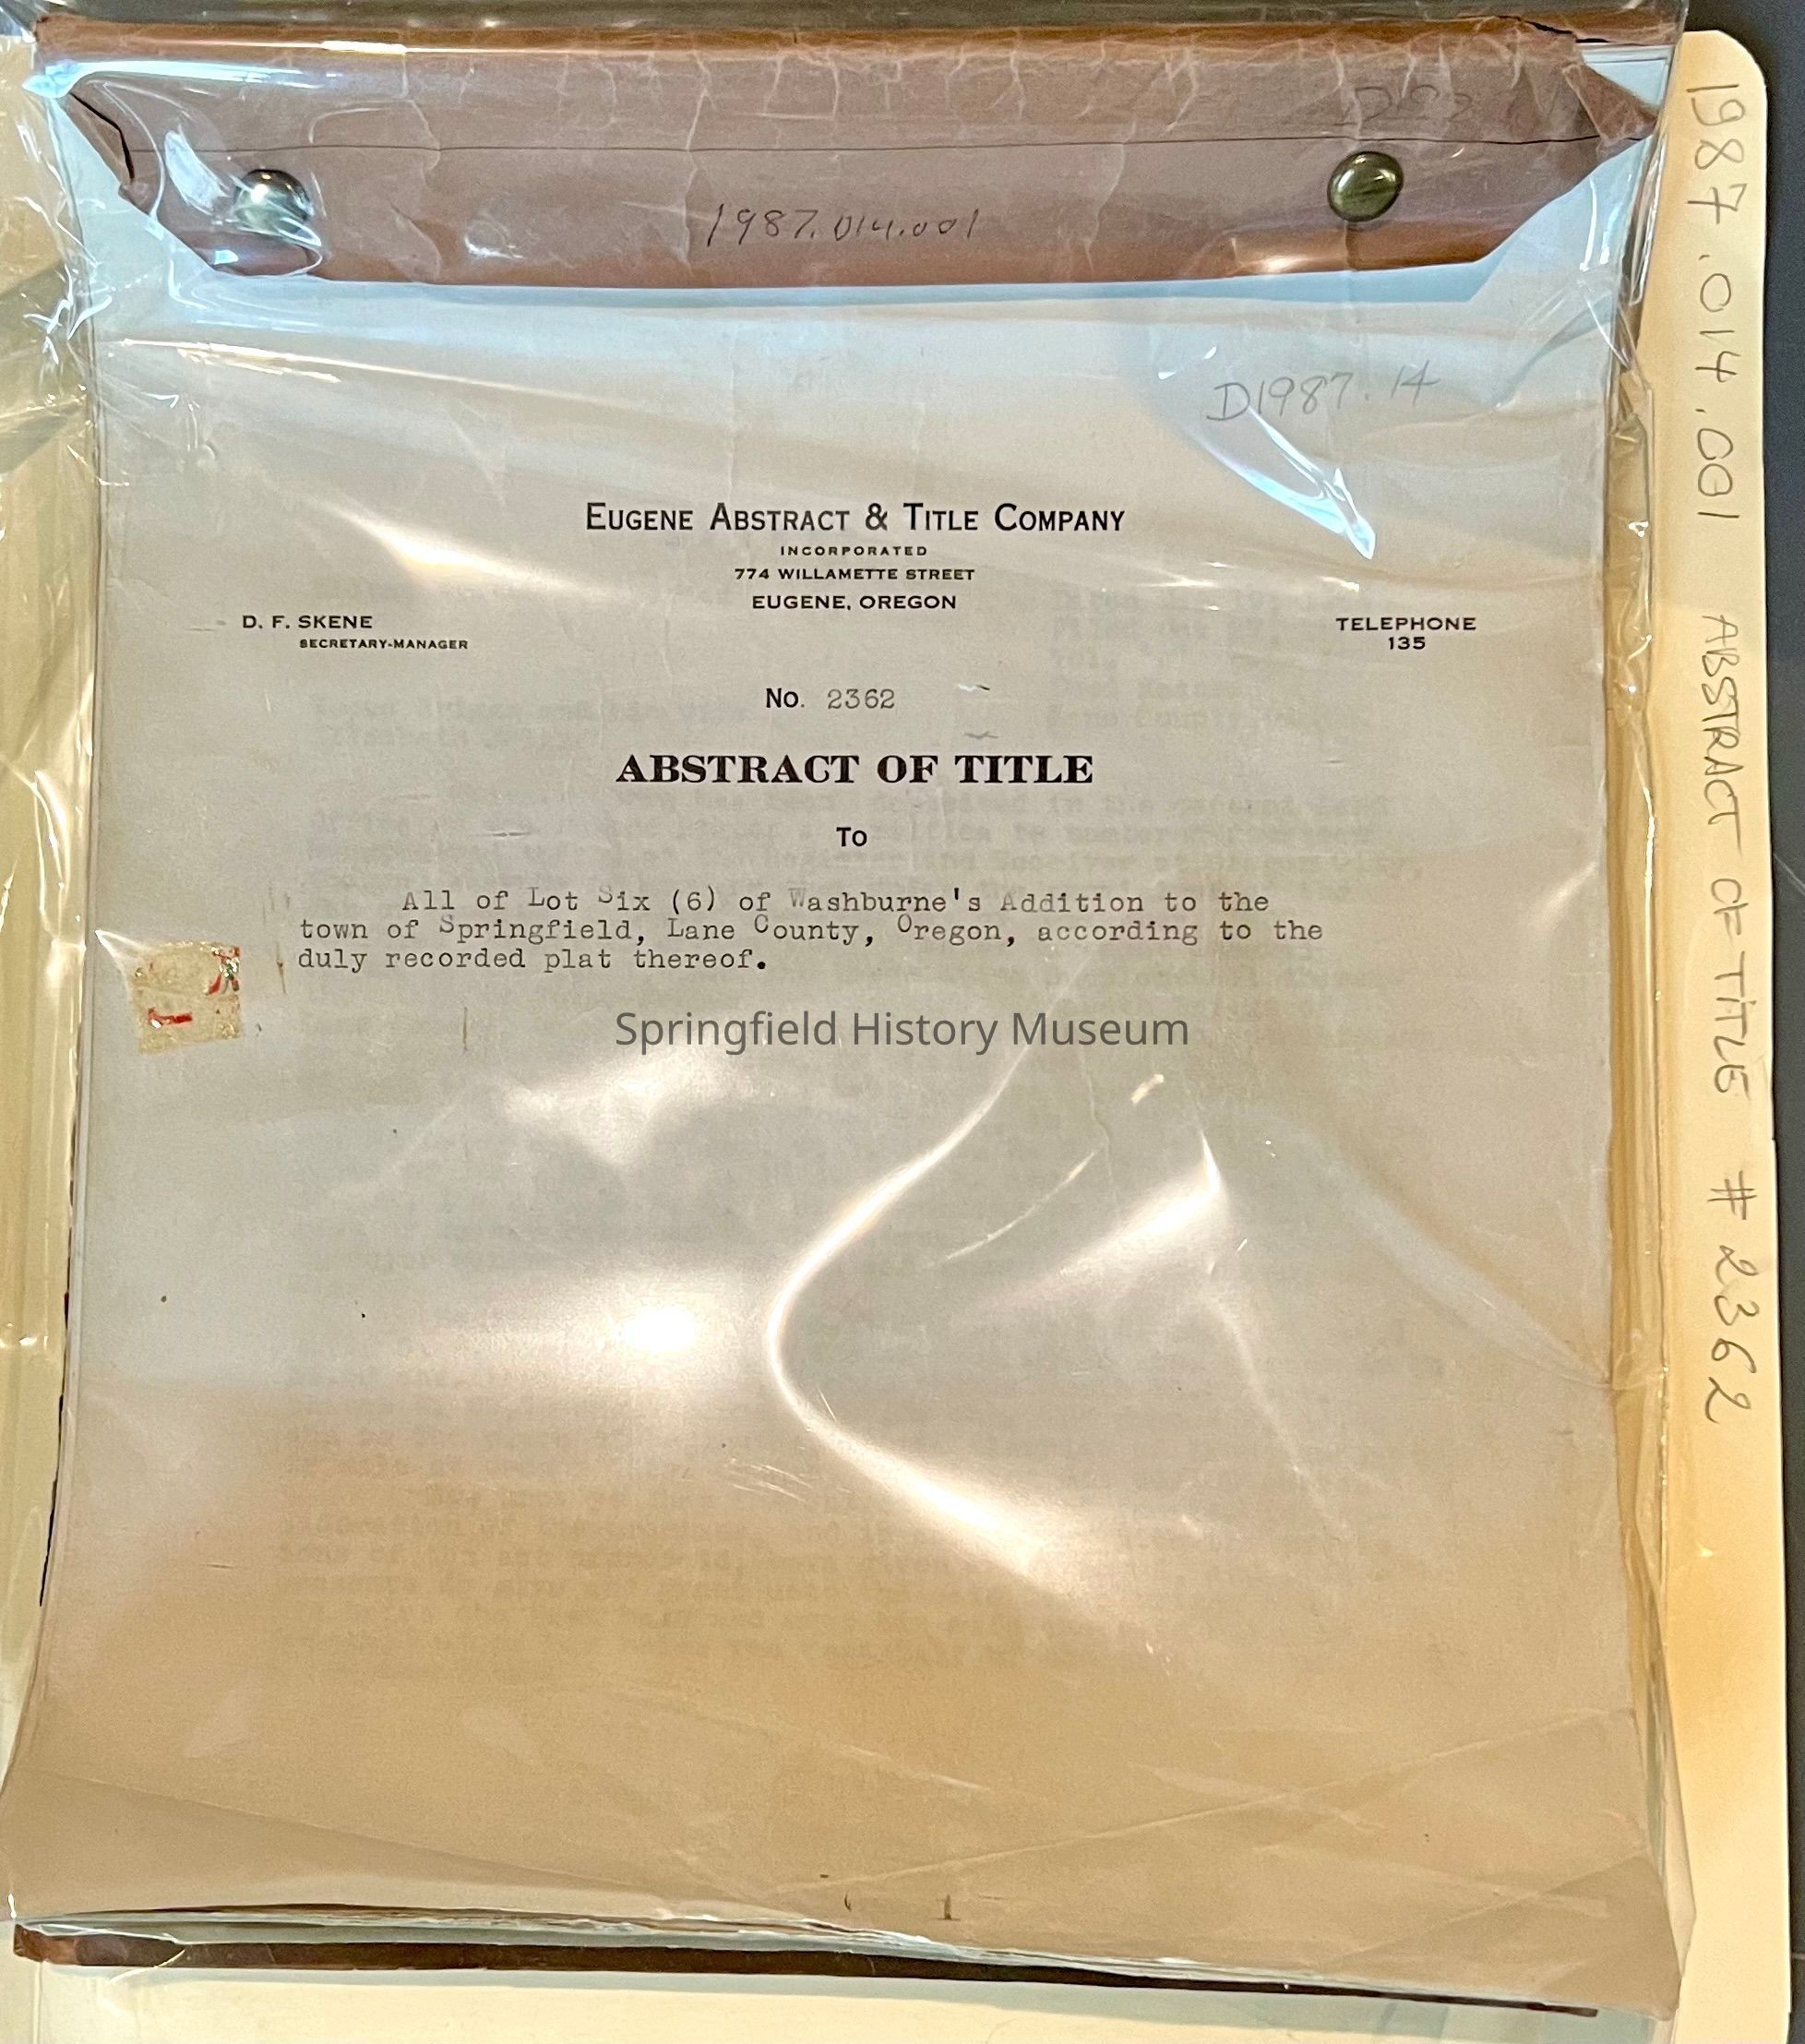 1987.014.001
D1987.14
EUGENE ABSTRACT & TITLE COMPANY
INCORPORATED
774 WILLAMETTE STREET
EUGENE, OREGON
D. F. SKENE
SECRETARY-MANAGER
TELEPHONE
135
No. 2362
ABSTRACT OF TITLE
To
All of Lot Six (6) of Washburne's Addition to the
town of Springfield, Lane County, Oregon, according to the
duly recorded plat thereof.
Springfield History Museum
1
1987.014.001 ABSTRACT OF TITLE # 2362